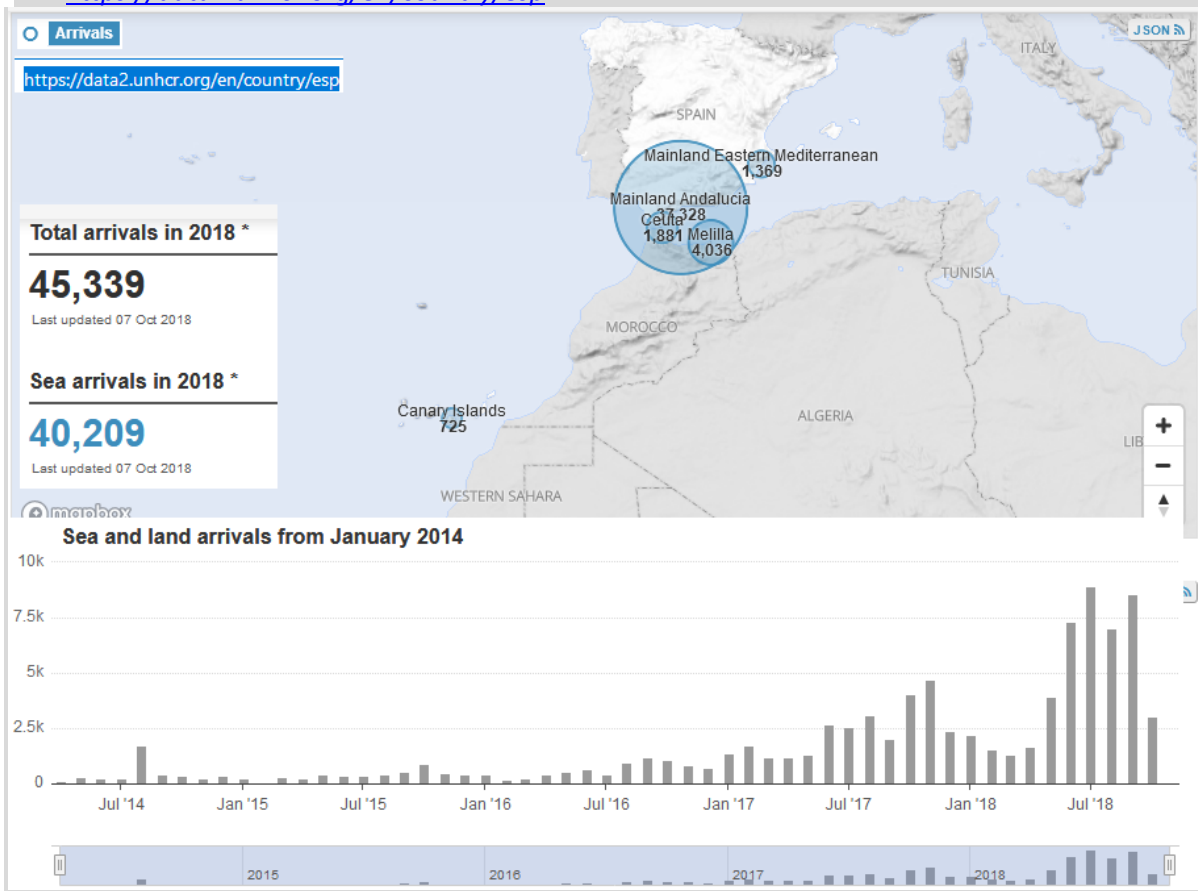 Arrivals
JSON
https://data2.unhcr.org/en/country/esp
ITALY
SPAIN
Mainland Eastern Mediterranean
1,369
Mainland Andalucia
37,328
Ceuta
1,881
Melilla
4,036
Total arrivals in 2018 *
45,339
Last updated 07 Oct 2018
TUNISIA
MOROCCO
Sea arrivals in 2018 *
40,209
Last updated 07 Oct 2018
Canary Islands
725
ALGERIA
LIB
WESTERN SAHARA
mapbox
Sea and land arrivals from January 2014
10k
7.5k
5k
2.5k
0
Jul '14
Jan '15
Jul '15
Jan '16
Jul '16
Jan '17
Jul '17
Jan '18
Jul '18
2015
2016
2017
2018